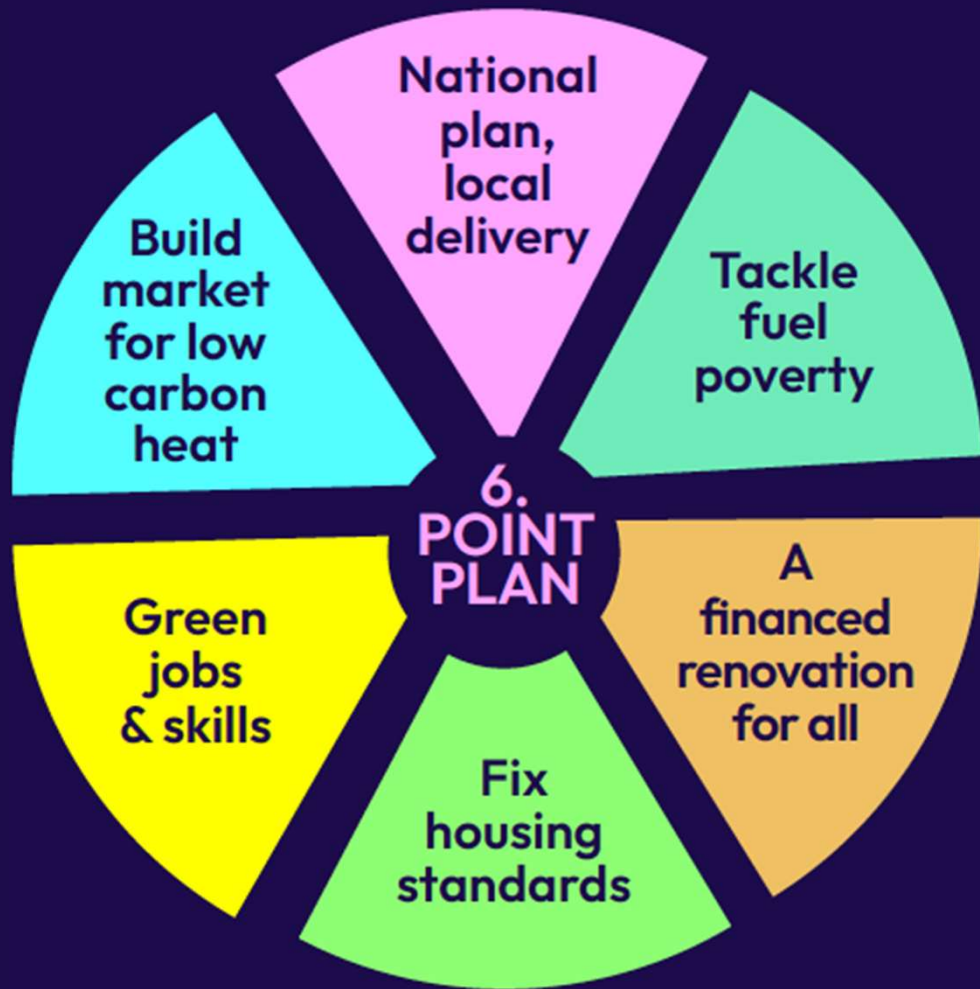 National
plan,
local
delivery
Tackle
fuel
poverty
A
financed
renovation
for all
Fix
housing
standards
Green
jobs
& skills
Build
market
for low
carbon
heat
6.
POINT
PLAN